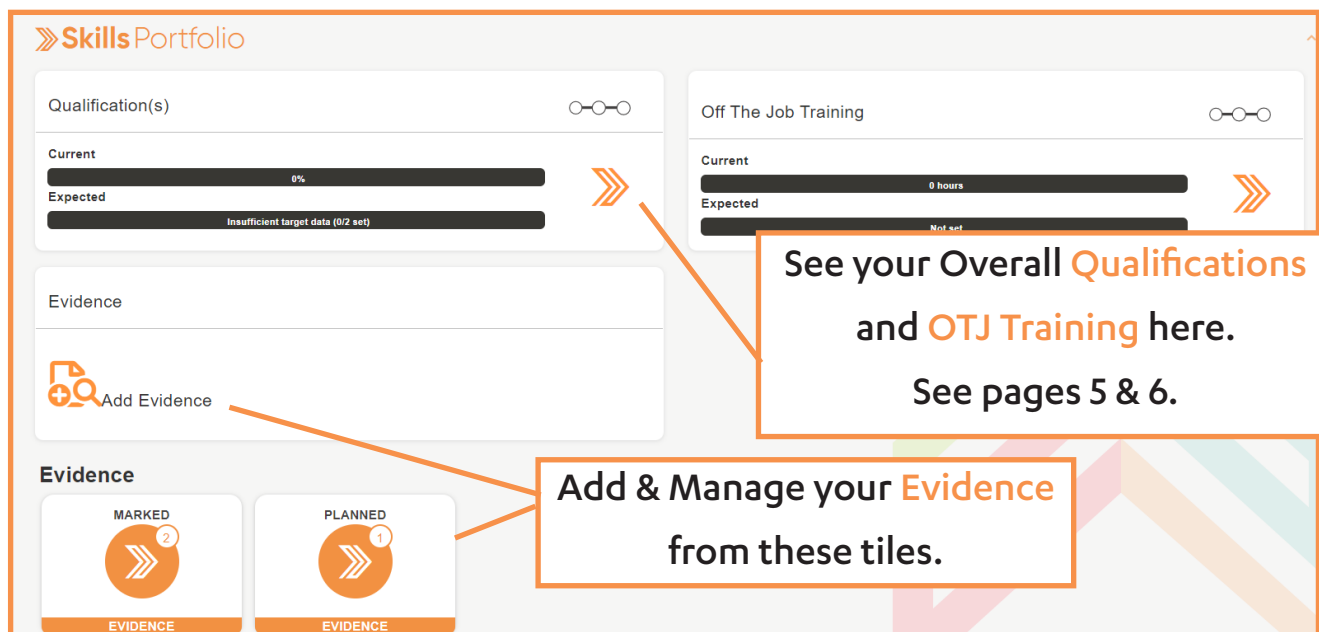 Skills Portfolio
Qualification(s)
Current
0%
Expected
Insufficient target data (0/2 set)
Off The Job Training
Current
0 hours
Expected
Not set
See your Overall Qualifications
and OTJ Training here.
See pages 5 & 6.
Evidence
Add Evidence
Add & Manage your Evidence
from these tiles.
Evidence
MARKED
2
EVIDENCE
PLANNED
1
EVIDENCE